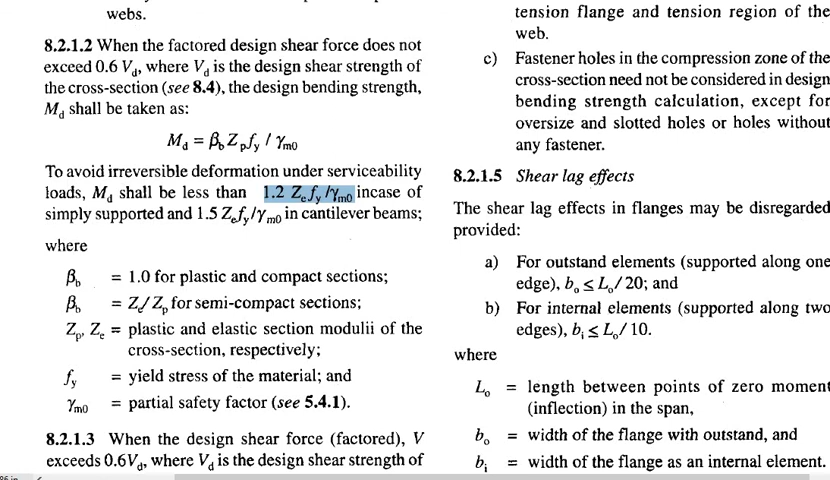 webs.
8.2.1.2 When the factored design shear force does not
exceed 0.6 V_d, where V_d is the design shear strength of
the cross-section (see 8.4), the design bending strength,
M_d shall be taken as:
M_d = β_b Z_p f_y / γ_m0
To avoid irreversible deformation under serviceability
loads, M_d shall be less than 1.2 Z_e f_y /γ_m0 incase of
simply supported and 1.5 Z_e f_y /γ_m0 in cantilever beams;
where
β_b = 1.0 for plastic and compact sections;
β_b = Z_e/ Z_p for semi-compact sections;
Z_p, Z_e = plastic and elastic section modulii of the
cross-section, respectively;
f_y = yield stress of the material; and
γ_m0 = partial safety factor (see 5.4.1).
8.2.1.3 When the design shear force (factored), V
exceeds 0.6V_d, where V_d is the design shear strength of
tension flange and tension region of the
web.
c) Fastener holes in the compression zone of the
cross-section need not be considered in design
bending strength calculation, except for
oversize and slotted holes or holes without
any fastener.
8.2.1.5 Shear lag effects
The shear lag effects in flanges may be disregarded
provided:
a) For outstand elements (supported along one
edge), b_o ≤ L_o / 20; and
b) For internal elements (supported along two
edges), b_i ≤ L_o / 10.
where
L_o = length between points of zero moment
(inflection) in the span,
b_o = width of the flange with outstand, and
b_i = width of the flange as an internal element.